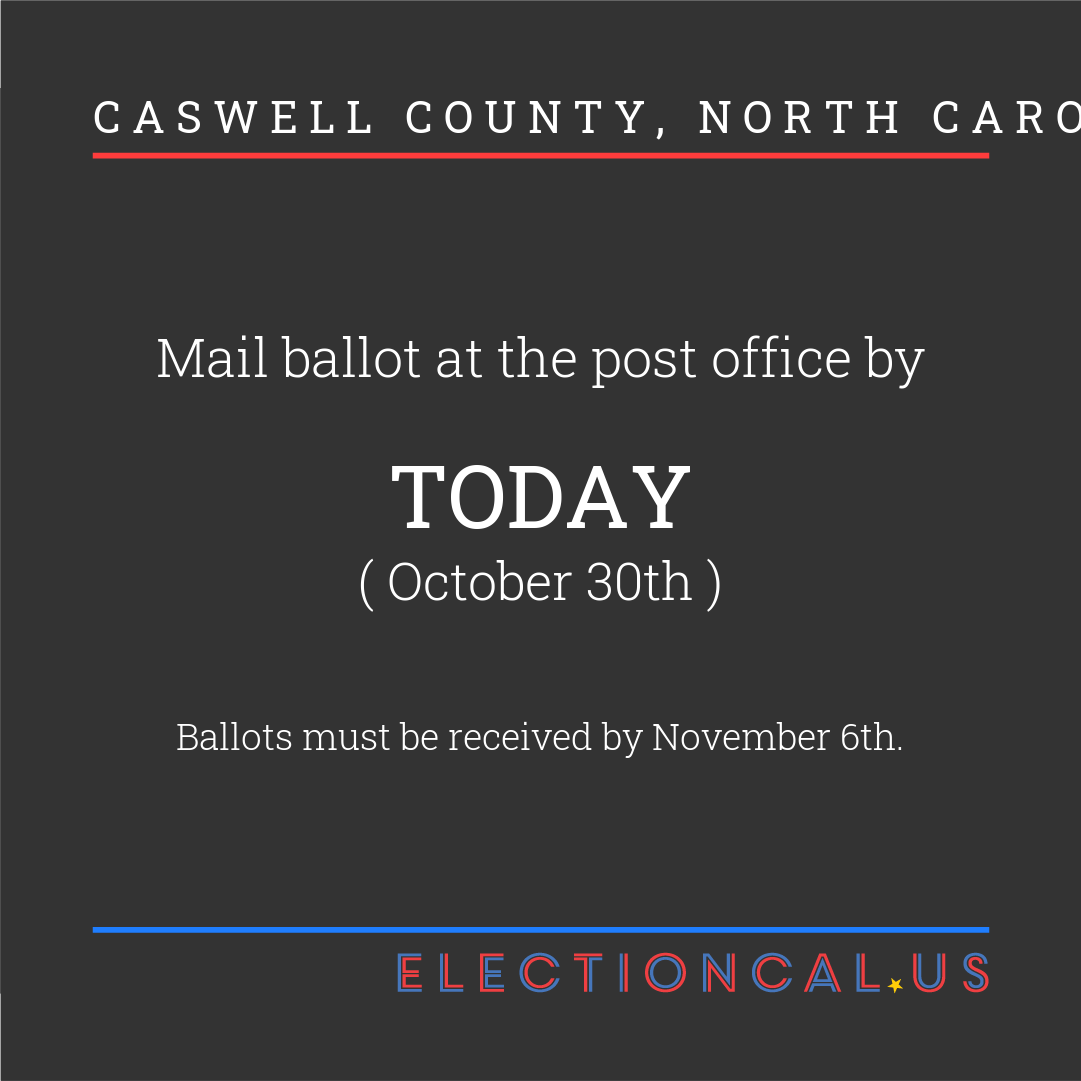 CASWELL COUNTY, NORTH CARO
Mail ballot at the post office by
TODAY
( October 30th )
Ballots must be received by November 6th.
ELECTIONCAL.US